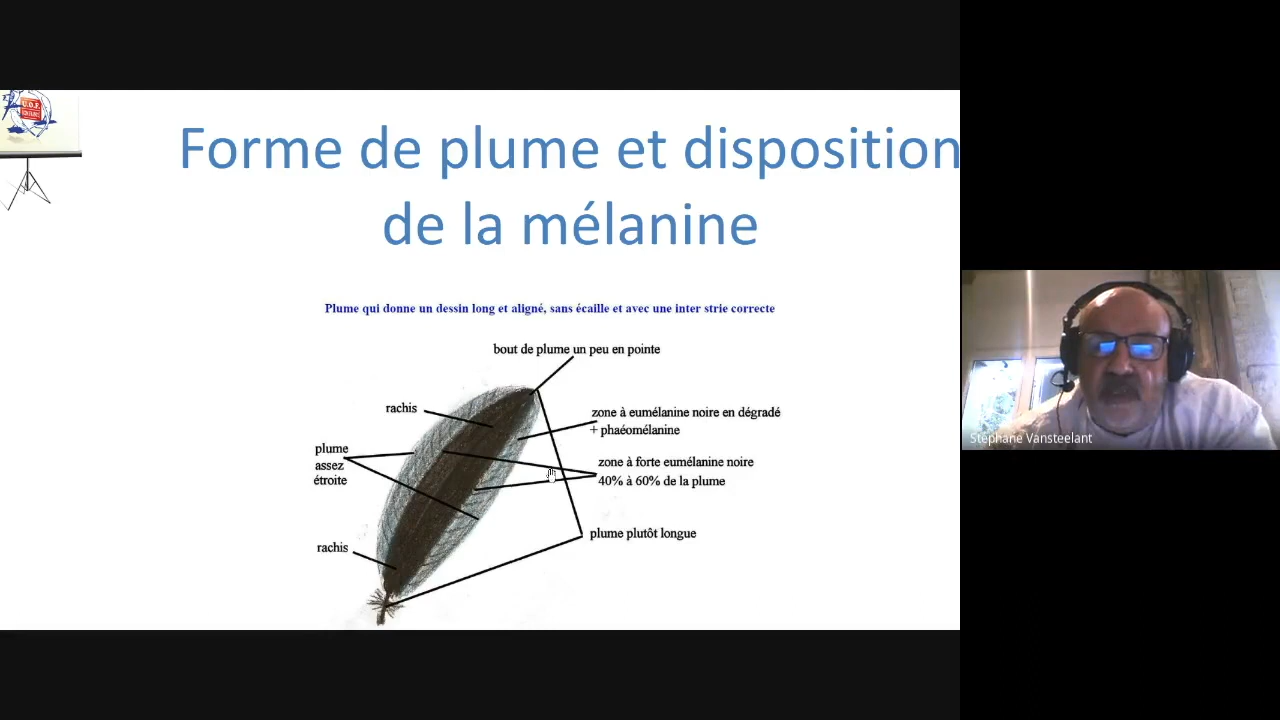 U.D.F.
Forme de plume et disposition
de la mélanine
Plume qui donne un dessin long et aligné, sans écaille et avec une inter strie correcte
bout de plume un peu en pointe
rachis
zone à eumélanine noire en dégradé
+ phaéomélanine
plume
assez
étroite
zone à forte eumélanine noire
40% à 60% de la plume
plume plutôt longue
rachis
Stéphane Vansteelant